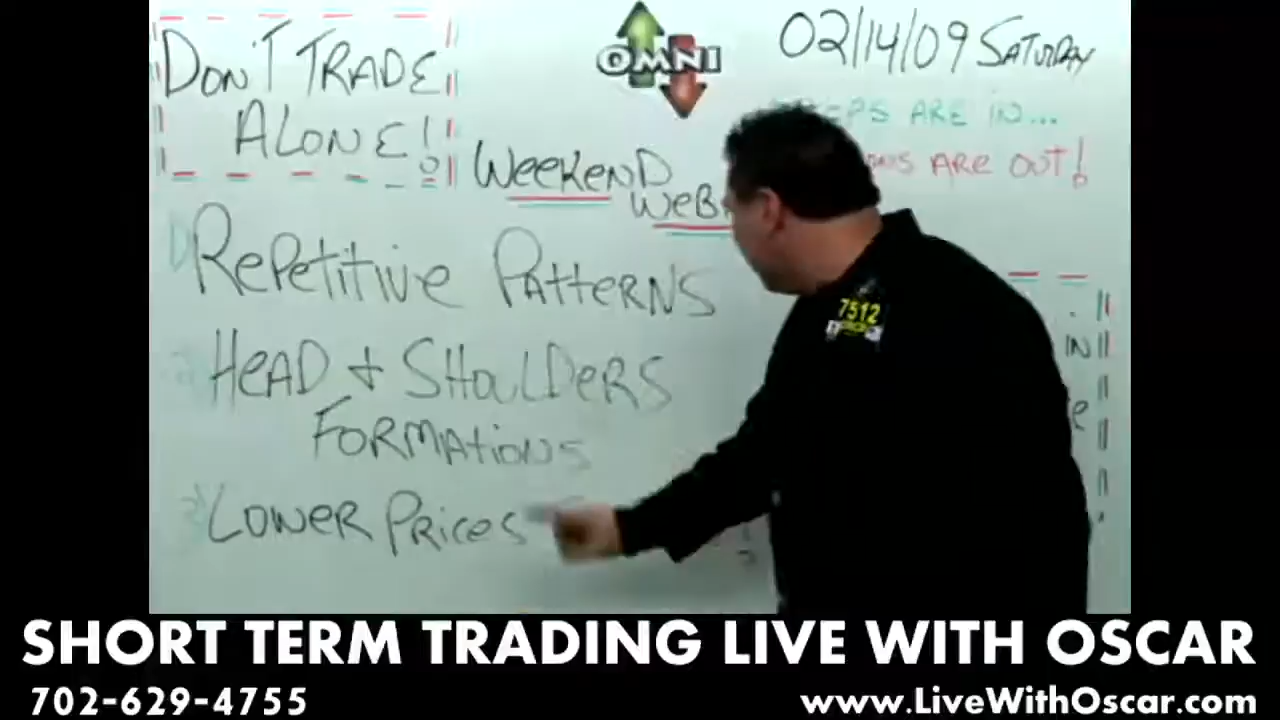 DON'T TRADE
ALONE!
OMNI
02/14/09 SATURDAY
ARE IN...
ARE OUT!
WEEKEND
REPETITIVE PATTERNS
HEAD + SHOULDERS
FORMATIONS
LOWER PRICES
IN
7512
SHORT TERM TRADING LIVE WITH OSCAR
702-629-4755
www.LiveWithOscar.com